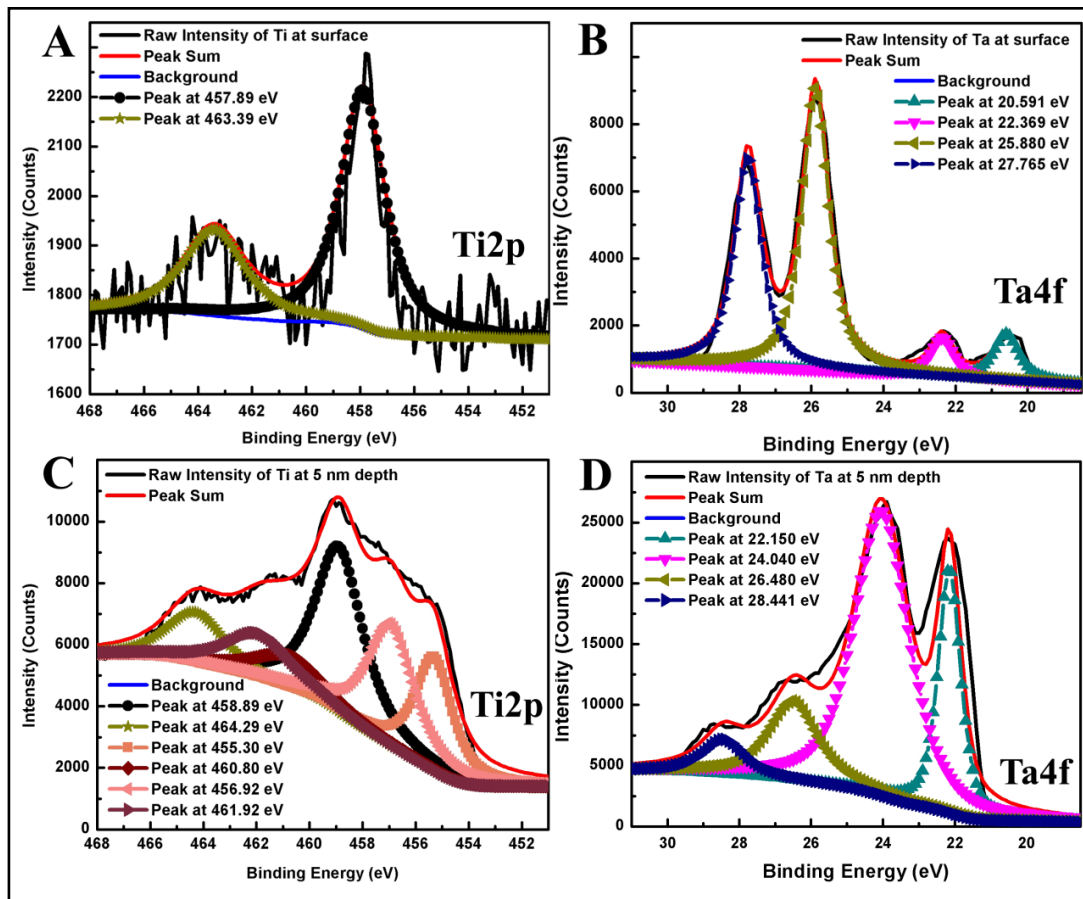 A
Raw Intensity of Ti at surface
Peak Sum
Background
Peak at 457.89 eV
Peak at 463.39 eV
Ti2p
Intensity (Counts)
2200
2100
2000
1900
1800
1700
1600
468 466 464 462 460 458 456 454 452
Binding Energy (eV)
B
Raw Intensity of Ta at surface
Peak Sum
Background
Peak at 20.591 eV
Peak at 22.369 eV
Peak at 25.880 eV
Peak at 27.765 eV
Ta4f
Intensity (Counts)
8000
6000
4000
2000
0
30 28 26 24 22 20
Binding Energy (eV)
C
Raw Intensity of Ti at 5 nm depth
Peak Sum
Background
Peak at 458.89 eV
Peak at 464.29 eV
Peak at 455.30 eV
Peak at 460.80 eV
Peak at 456.92 eV
Peak at 461.92 eV
Ti2p
Intensity (Counts)
10000
8000
6000
4000
2000
0
468 466 464 462 460 458 456 454 452
Binding Energy (eV)
D
Raw Intensity of Ta at 5 nm depth
Peak Sum
Background
Peak at 22.150 eV
Peak at 24.040 eV
Peak at 26.480 eV
Peak at 28.441 eV
Ta4f
Intensity (Counts)
25000
20000
15000
10000
5000
0
30 28 26 24 22 20
Binding Energy (eV)